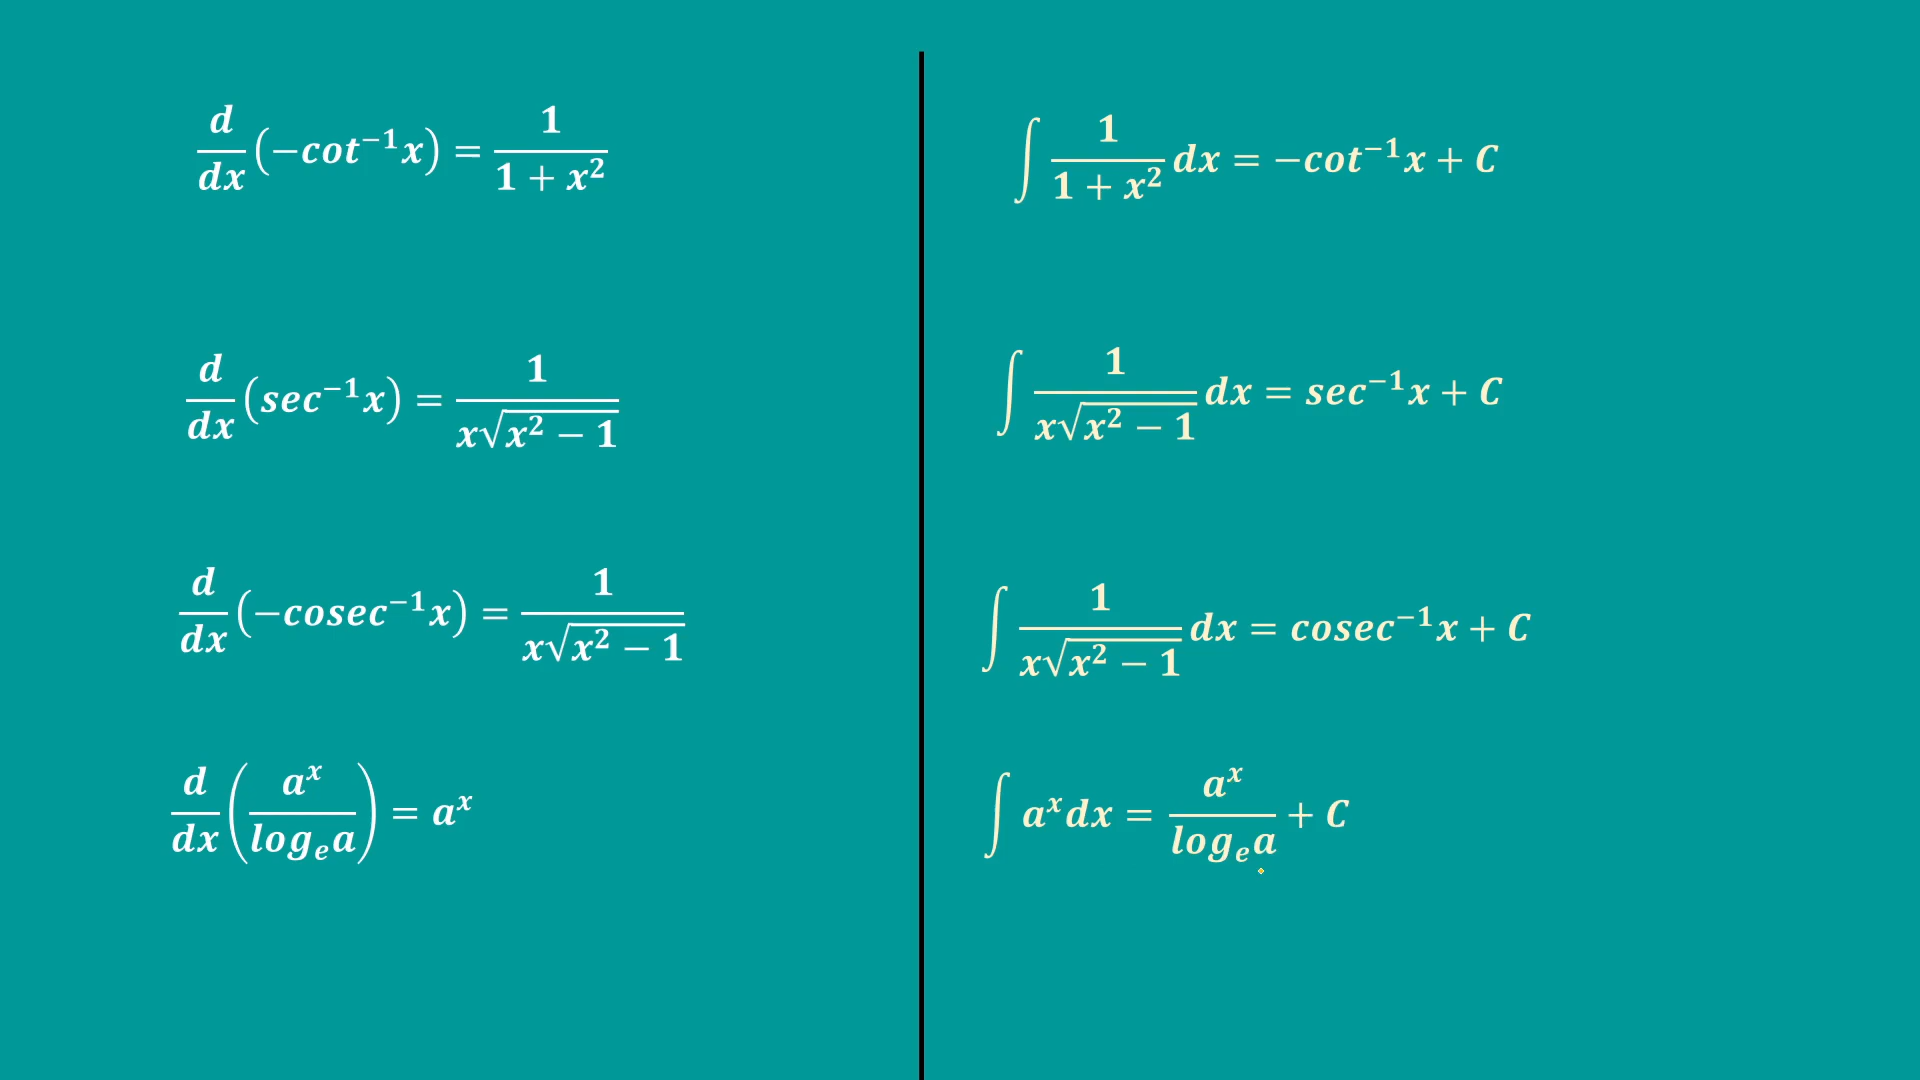 d/dx (−cot⁻¹x) = 1/(1 + x²)
∫ 1/(1 + x²) dx = −cot⁻¹x + C
d/dx (sec⁻¹x) = 1/(x√(x² − 1))
∫ 1/(x√(x² − 1)) dx = sec⁻¹x + C
d/dx (−cosec⁻¹x) = 1/(x√(x² − 1))
∫ 1/(x√(x² − 1)) dx = cosec⁻¹x + C
d/dx (aˣ/logₑa) = aˣ
∫ aˣdx = aˣ/logₑa + C